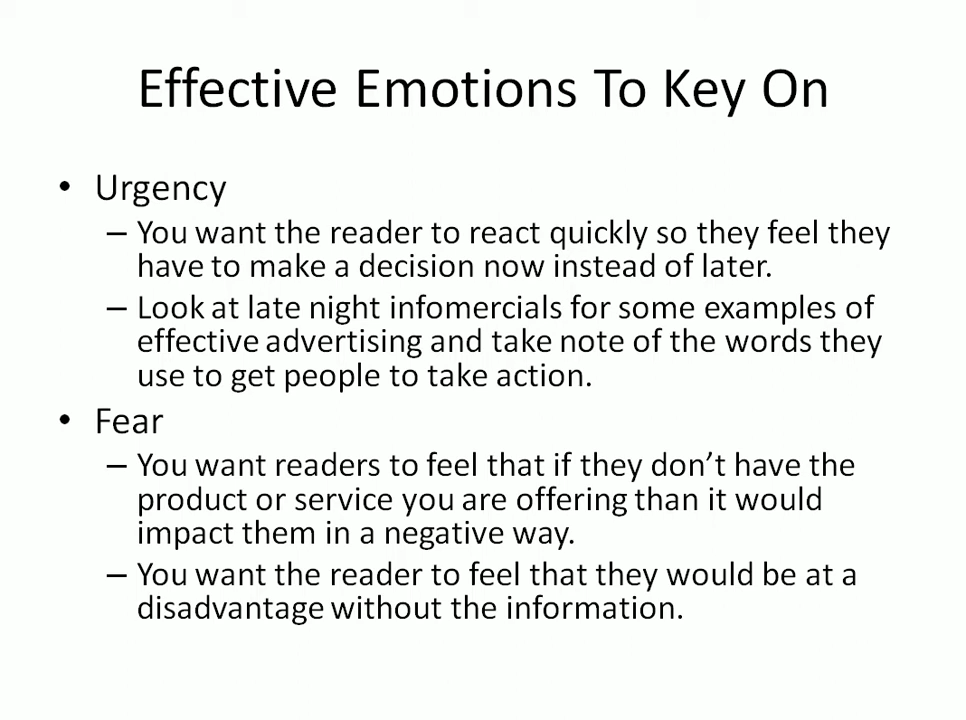 Effective Emotions To Key On
• Urgency
– You want the reader to react quickly so they feel they
have to make a decision now instead of later.
– Look at late night infomercials for some examples of
effective advertising and take note of the words they
use to get people to take action.
• Fear
– You want readers to feel that if they don’t have the
product or service you are offering than it would
impact them in a negative way.
– You want the reader to feel that they would be at a
disadvantage without the information.